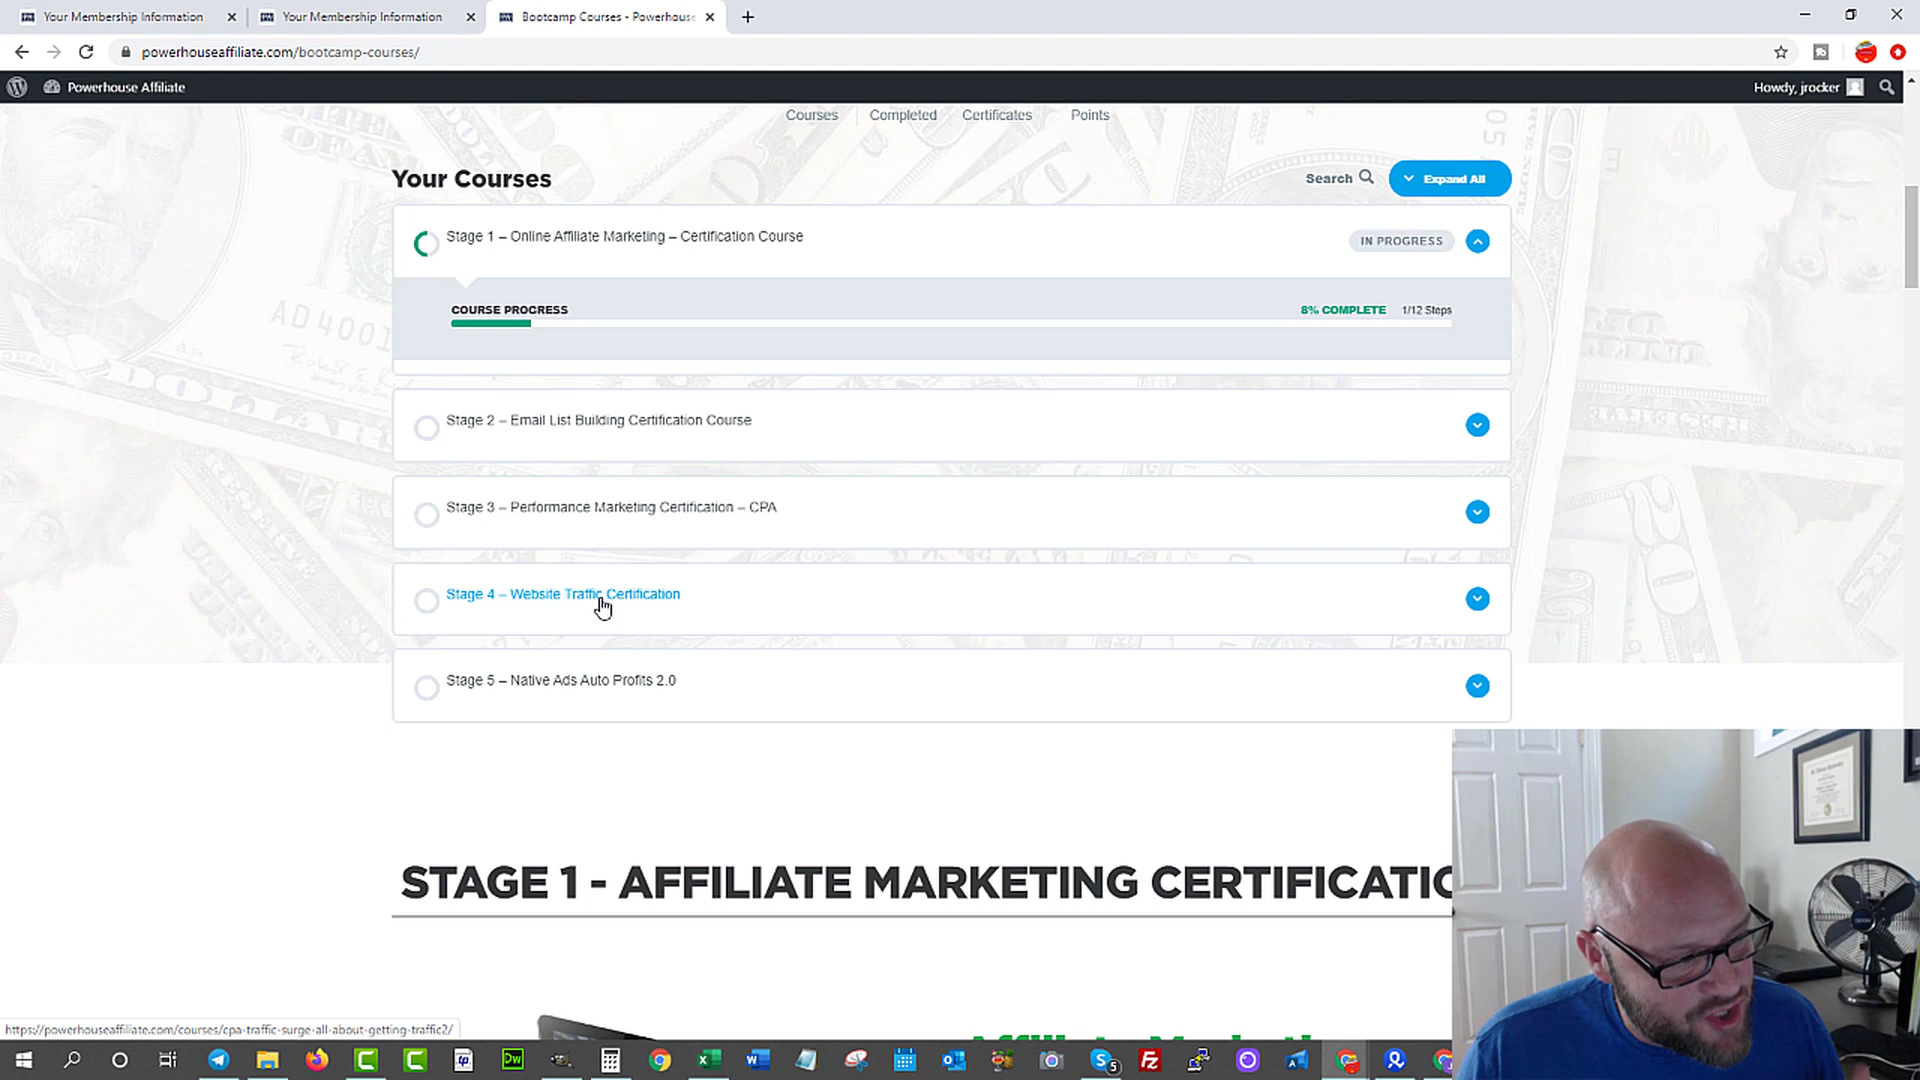 Your Membership Information
Your Membership Information
Bootcamp Courses - Powerhouse
powerhouseaffiliate.com/bootcamp-courses/
Powerhouse Affiliate
Howdy, jrocker
Courses Completed Certificates Points
Your Courses
Search
Expand All
Stage 1 – Online Affiliate Marketing – Certification Course
IN PROGRESS
COURSE PROGRESS
8% COMPLETE 1/12 Steps
Stage 2 – Email List Building Certification Course
Stage 3 – Performance Marketing Certification – CPA
Stage 4 – Website Traffic Certification
Stage 5 – Native Ads Auto Profits 2.0
STAGE 1 - AFFILIATE MARKETING CERTIFICATIO
https://powerhouseaffiliate.com/courses/cpa-traffic-surge-all-about-getting-traffic2/